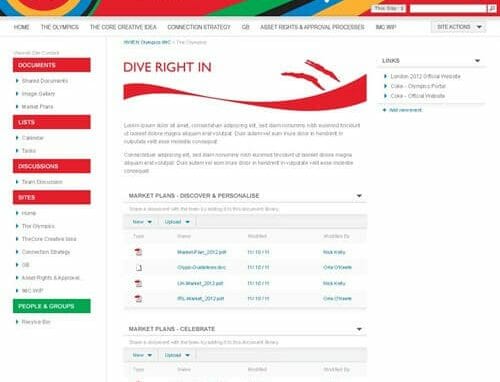 This Site
HOME THE OLYMPICS THE CORE CREATIVE IDEA CONNECTION STRATEGY GB ASSET RIGHTS & APPROVAL PROCESSES IMC WIP SITE ACTIONS
> The Olympics
View All Site Content
DOCUMENTS
Shared Documents
Image Gallery
Market Plans
LISTS
Calendar
Tasks
DISCUSSIONS
Team Discussion
SITES
Home
The Olympics
TheCore Creative Idea
Connection Strategy
GB
Asset Rights & Approval...
IMC WIP
PEOPLE & GROUPS
Recycle Bin
DIVE RIGHT IN
Lorem ipsum dolor sit amet, consectetuer adipiscing elit, sed diam nonummy nibh euismod tincidunt
ut laoreet dolore magna aliquam erat volutpat. Duis autem vel eum iriure dolor in hendrerit in
vulputate velit esse molestie consequat.
Consectetuer adipiscing elit, sed diam nonummy nibh euismod tincidunt ut laoreet dolore magna
aliquam erat volutpat. Duis autem vel eum iriure dolor in hendrerit in vulputate velit esse molestie
consequat.
MARKET PLANS - DISCOVER & PERSONALISE
Share a document with the team by adding it to this document library.
New Upload
Type Name Modified Modified By
MarketPlan_2012.pdf 11/10/11 Nick Kelly
11/10/11 Orla O'Keefe
Market_2012.pdf 11/10/11 Nick Kelly
IRL-Market_2012.pdf 11/10/11 Orla O'Keefe
MARKET PLANS - CELEBRATE
Share a document with the team by adding it to this document library.
New Upload
Type Name Modified Modified By
LINKS
London 2012 Official Website
Coke - Olympics Portal
Coke - Official Website
Add new event